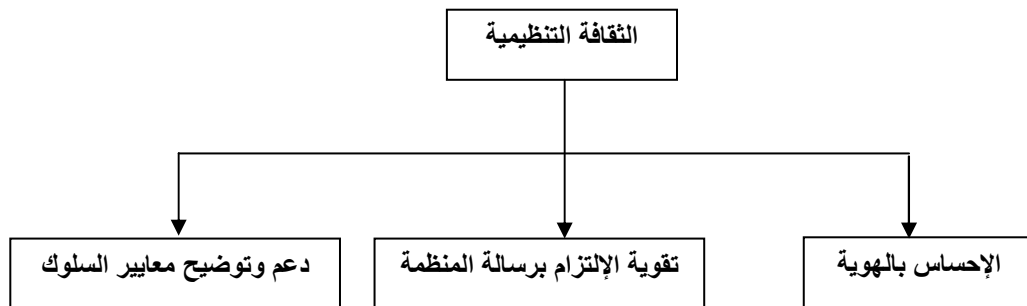 الثقافة التنظيمية
الإحساس بالهوية
تقوية الإلتزام برسالة المنظمة
دعم وتوضيح معايير السلوك